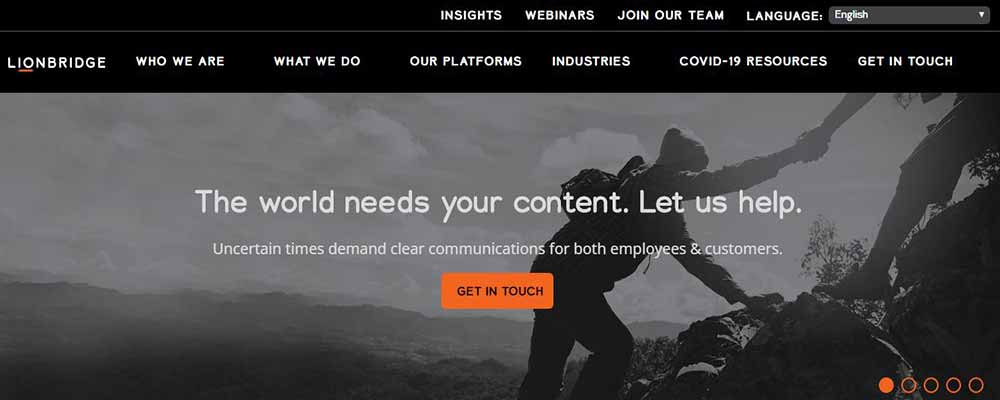 INSIGHTS WEBINARS JOIN OUR TEAM LANGUAGE: English
LIONBRIDGE WHO WE ARE WHAT WE DO OUR PLATFORMS INDUSTRIES COVID-19 RESOURCES GET IN TOUCH
The world needs your content. Let us help.
Uncertain times demand clear communications for both employees & customers.
GET IN TOUCH